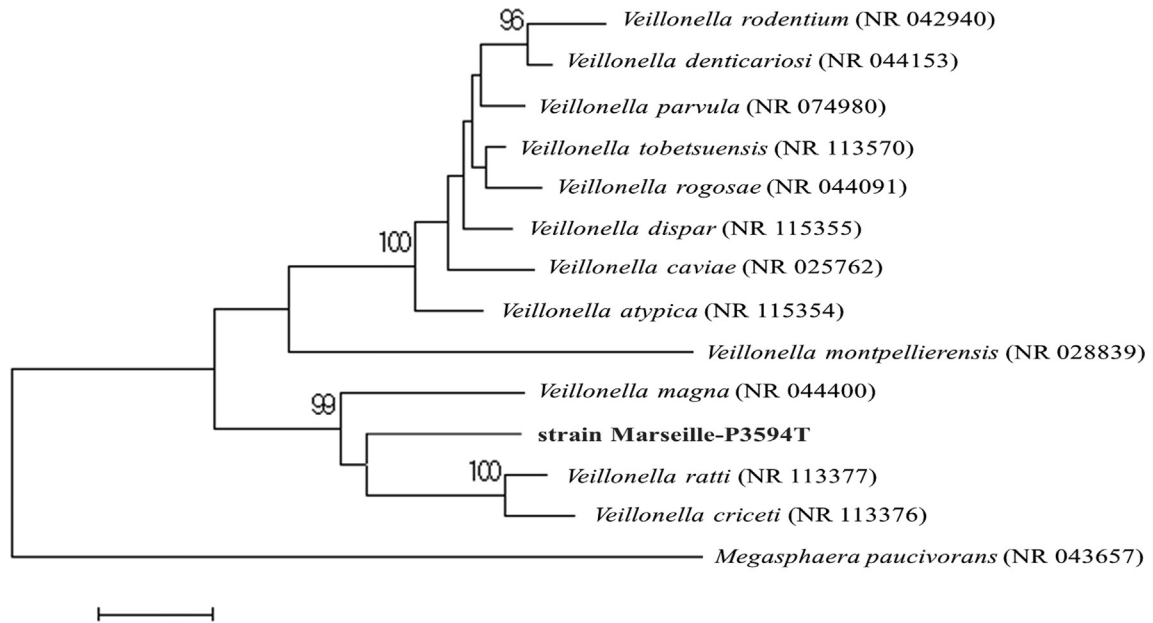 96
Veillonella rodentium (NR 042940)
Veillonella denticariosi (NR 044153)
Veillonella parvula (NR 074980)
Veillonella tobetsuensis (NR 113570)
Veillonella rogosae (NR 044091)
Veillonella dispar (NR 115355)
100
Veillonella caviae (NR 025762)
Veillonella atypica (NR 115354)
Veillonella montpellierensis (NR 028839)
Veillonella magna (NR 044400)
99
strain Marseille-P3594T
100
Veillonella ratti (NR 113377)
Veillonella criceti (NR 113376)
Megasphaera paucivorans (NR 043657)